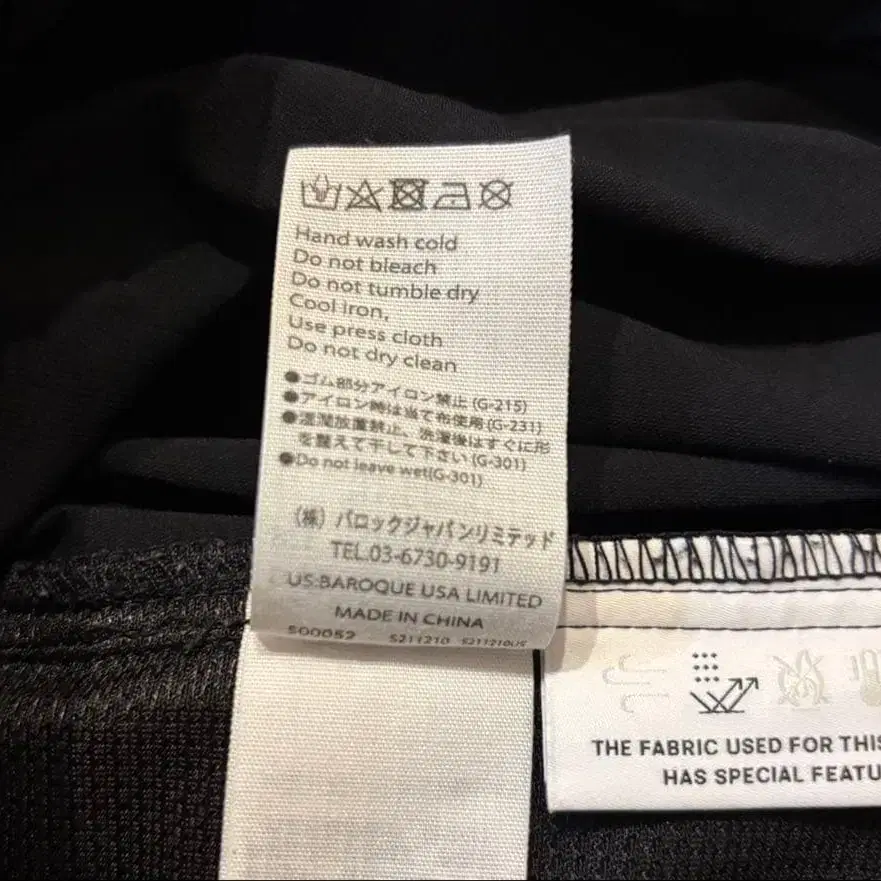 Hand wash cold
Do not bleach
Do not tumble dry
Cool iron,
Use press cloth
Do not dry clean
●ゴム部分アイロン禁止 (G-215)
●アイロン時は当て布使用 (G-231)
●湿潤放置禁止、洗濯後はすぐに形
を整えて干して下さい (G-301)
●Do not leave wet(G-301)
(株) バロックジャパンリミテッド
TEL.03-6730-9191
US:BAROQUE USA LIMITED
MADE IN CHINA
S00052 S211210 S211210US
THE FABRIC USED FOR THIS
HAS SPECIAL FEATU